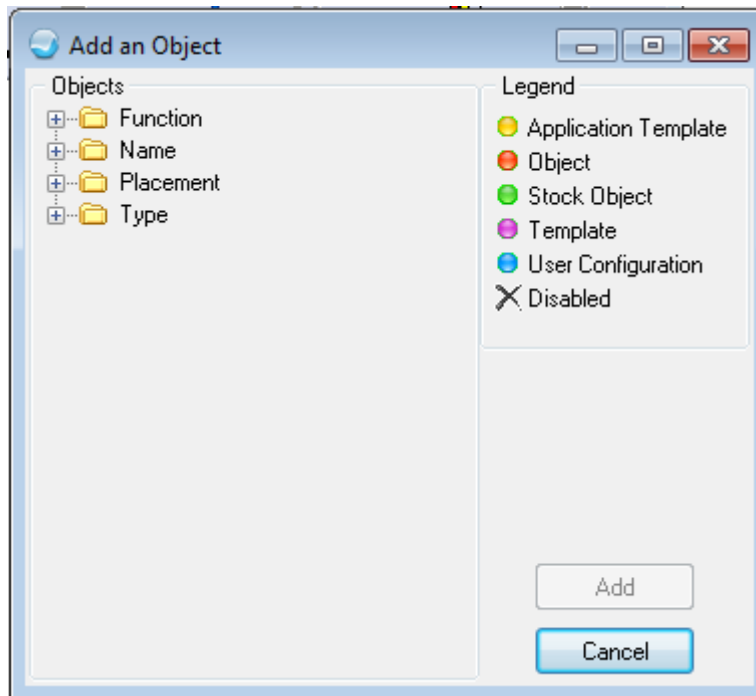 Add an Object
Objects
Function
Name
Placement
Type
Legend
Application Template
Object
Stock Object
Template
User Configuration
Disabled
Add
Cancel